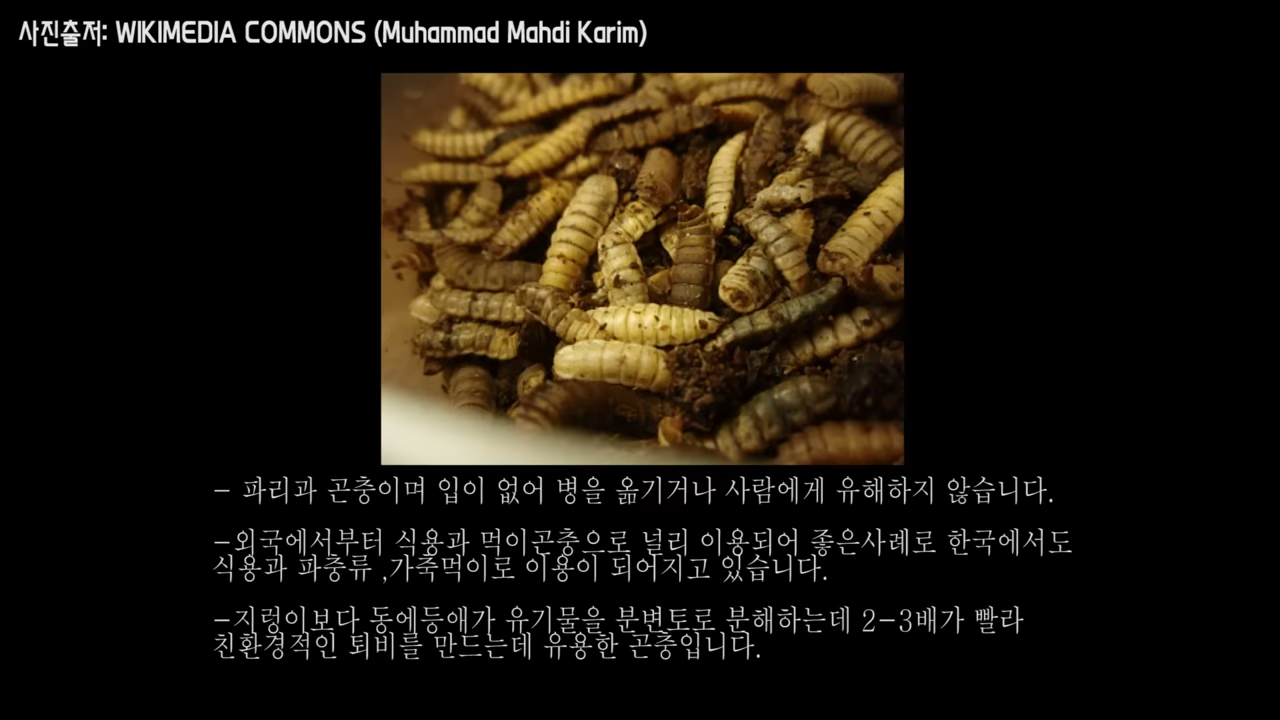 사진출저: WIKIMEDIA COMMONS (Muhammad Mahdi Karim)
- 파리과 곤충이며 입이 없어 병을 옮기거나 사람에게 유해하지 않습니다.
-외국에서부터 식용과 먹이곤충으로 널리 이용되어 좋은사례로 한국에서도
식용과 파충류 ,가축먹이로 이용이 되어지고 있습니다.
-지렁이보다 동에등애가 유기물을 분변토로 분해하는데 2-3배가 빨라
친환경적인 퇴비를 만드는데 유용한 곤충입니다.